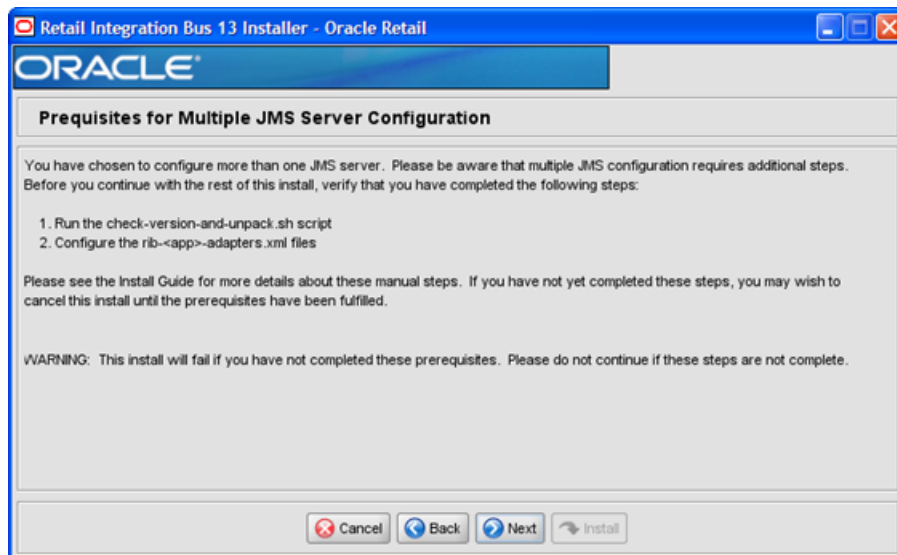 Retail Integration Bus 13 Installer - Oracle Retail
ORACLE®
Prequisites for Multiple JMS Server Configuration
You have chosen to configure more than one JMS server. Please be aware that multiple JMS configuration requires additional steps.
Before you continue with the rest of this install, verify that you have completed the following steps:
1. Run the check-version-and-unpack.sh script
2. Configure the rib-<app>-adapters.xml files
Please see the Install Guide for more details about these manual steps. If you have not yet completed these steps, you may wish to
cancel this install until the prerequisites have been fulfilled.
WARNING: This install will fail if you have not completed these prerequisites. Please do not continue if these steps are not complete.
Cancel Back Next Install